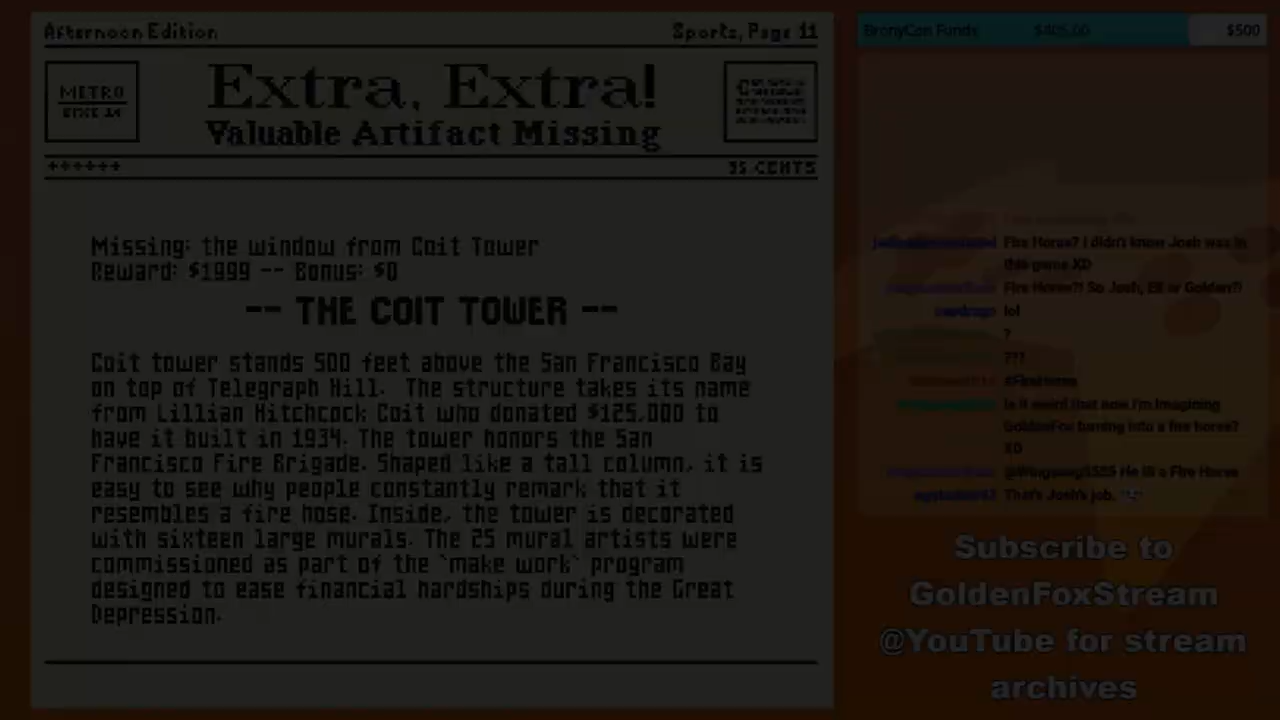 Afternoon Edition
Sports, Page 11
METRO
Extra, Extra!
Valuable Artifact Missing
++++++
35 CENTS
Missing: the window from Coit Tower
Reward: $1999 -- Bonus: $0
-- THE COIT TOWER --
Coit tower stands 500 feet above the San Francisco Bay
on top of Telegraph Hill. The structure takes its name
from Lillian Hitchcock Coit who donated $125,000 to
have it built in 1934. The tower honors the San
Francisco Fire Brigade. Shaped like a tall column, it is
easy to see why people constantly remark that it
resembles a fire hose. Inside, the tower is decorated
with sixteen large murals. The 25 mural artists were
commissioned as part of the `make work` program
designed to ease financial hardships during the Great
Depression.
BronyCon Funds $405.00 $500
Fire Horse? I didn't know Josh was in
this game XD
Fire Horse?! So Josh, Ell or Golden?!
lol
?
???
#FireHorse
Is it weird that now I'm imagining
GoldenFox turning into a fire horse?
XD
He is a Fire Horse
That's Josh's job.
Subscribe to
GoldenFoxStream
@YouTube for stream
archives